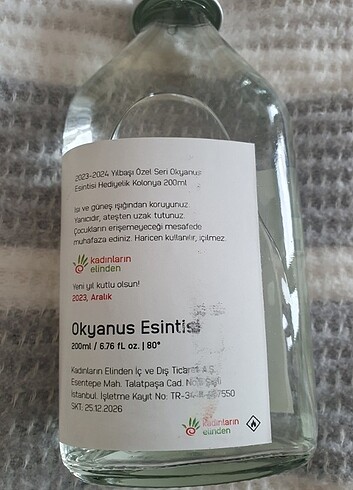 2023-2024 Yılbaşı Özel Seri Okyanus
Esintisi Hediyelik Kolonya 200ml
Isı ve güneş ışığından koruyunuz.
Yanıcıdır, ateşten uzak tutunuz.
Çocukların erişemeyeceği mesafede
muhafaza ediniz. Haricen kullanılır, içilmez.
kadınların
elinden
Yeni yıl kutlu olsun!
2023, Aralık
Okyanus Esintisi
200ml / 6.76 fL oz. | 80°
Kadınların Elinden İç ve Dış Ticaret A.Ş.
Esentepe Mah. Talatpaşa Cad. Şişli
İstanbul. İşletme Kayıt No:
SKT: 25.12.2026
kadınların
elinden